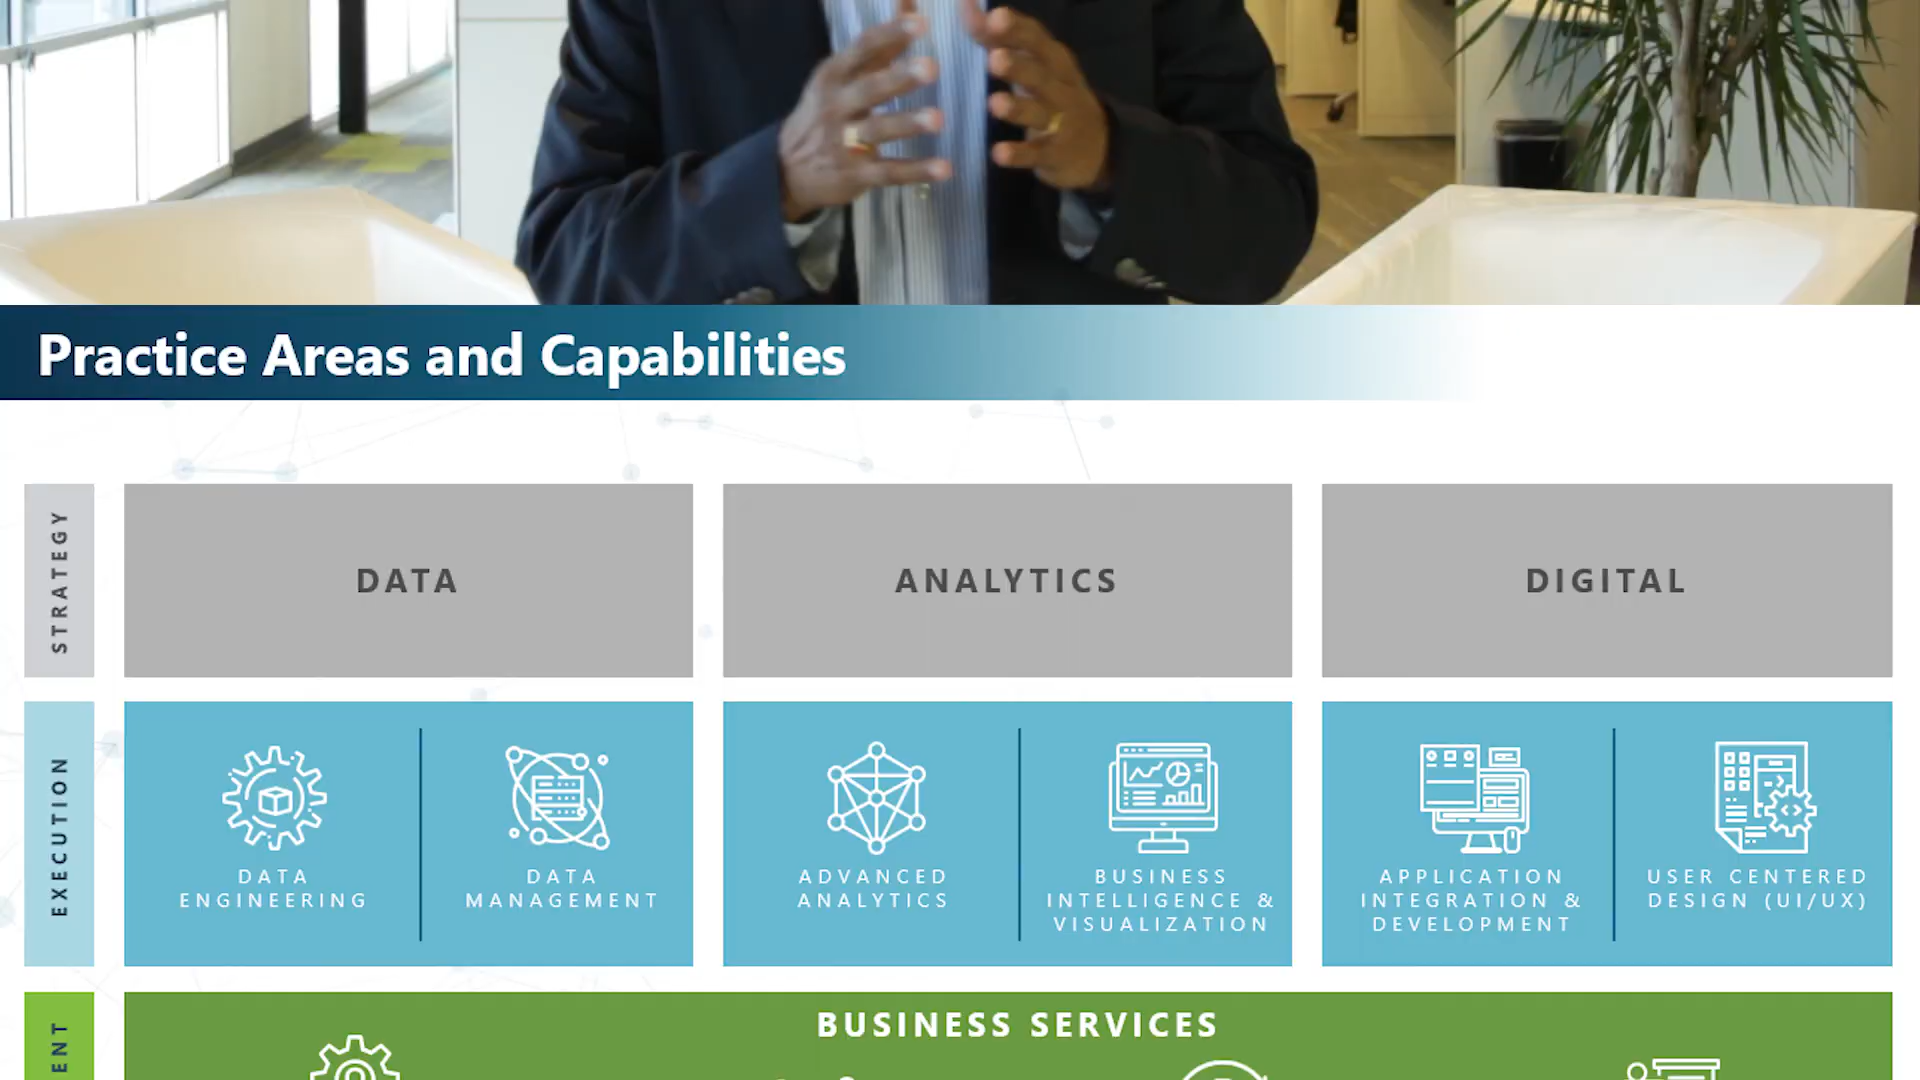 Practice Areas and Capabilities
STRATEGY
DATA
ANALYTICS
DIGITAL
EXECUTION
DATA
ENGINEERING
DATA
MANAGEMENT
ADVANCED
ANALYTICS
BUSINESS
INTELLIGENCE &
VISUALIZATION
APPLICATION
INTEGRATION &
DEVELOPMENT
USER CENTERED
DESIGN (UI/UX)
BUSINESS SERVICES